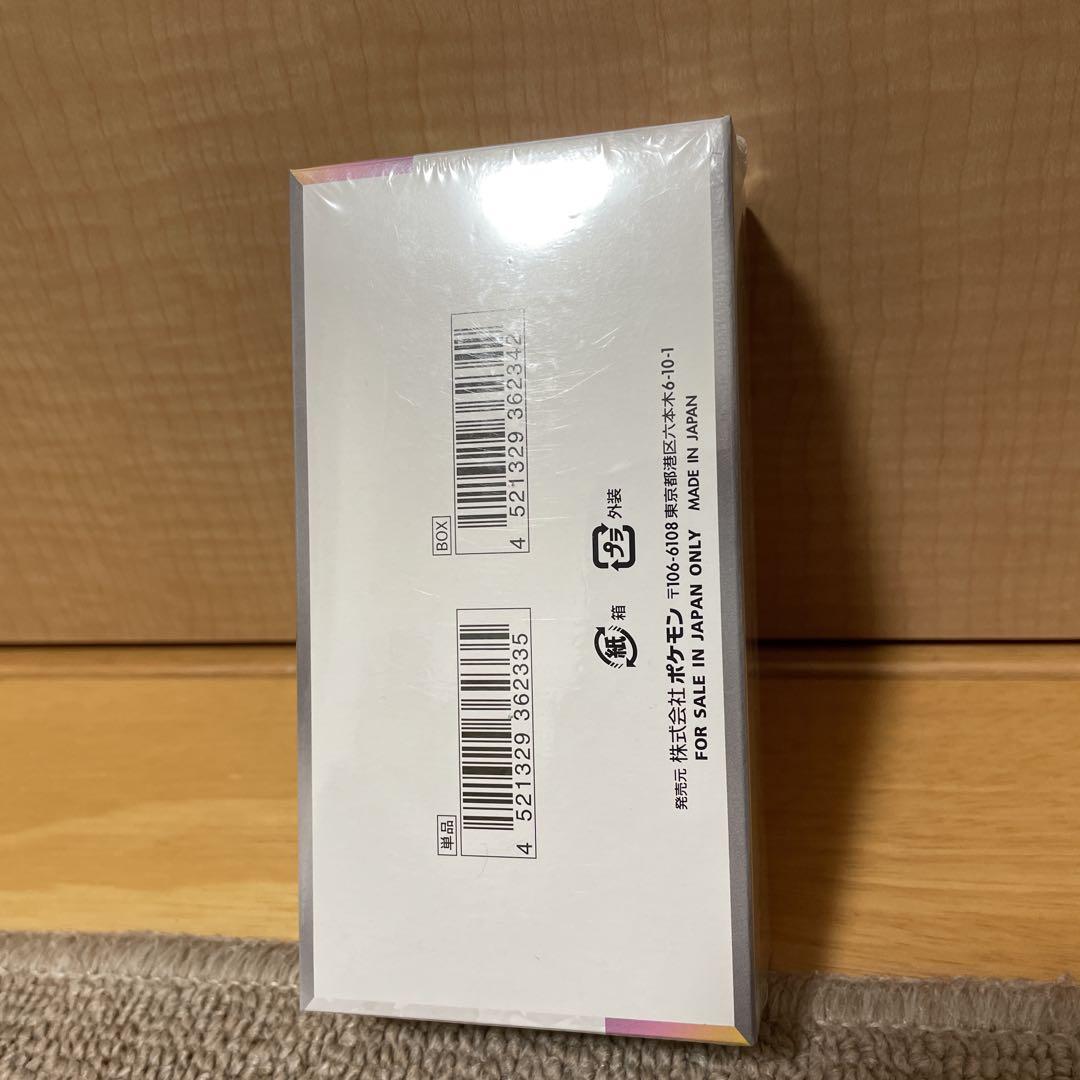 単品
4 521329 362335
BOX
4 521329 362342
紙
箱
プラ
外装
発売元 株式会社 ポケモン 〒106-6108 東京都港区六本木6-10-1
FOR SALE IN JAPAN ONLY MADE IN JAPAN